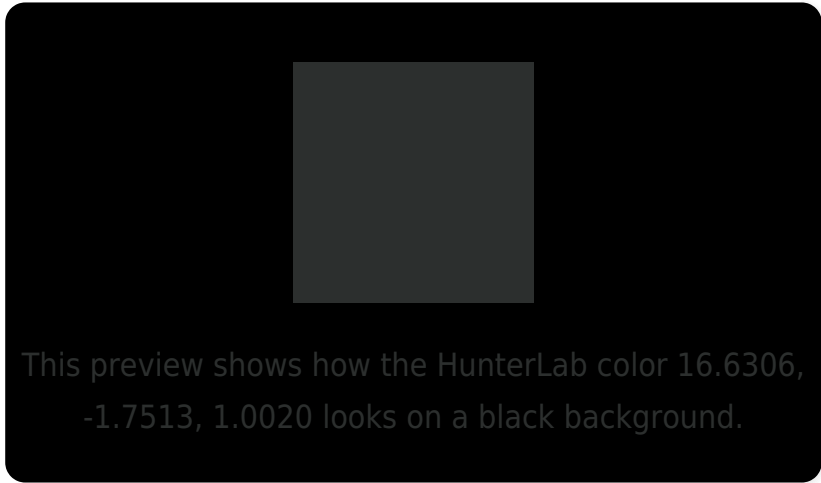 This preview shows how the HunterLab color 16.6306,
-1.7513, 1.0020 looks on a black background.